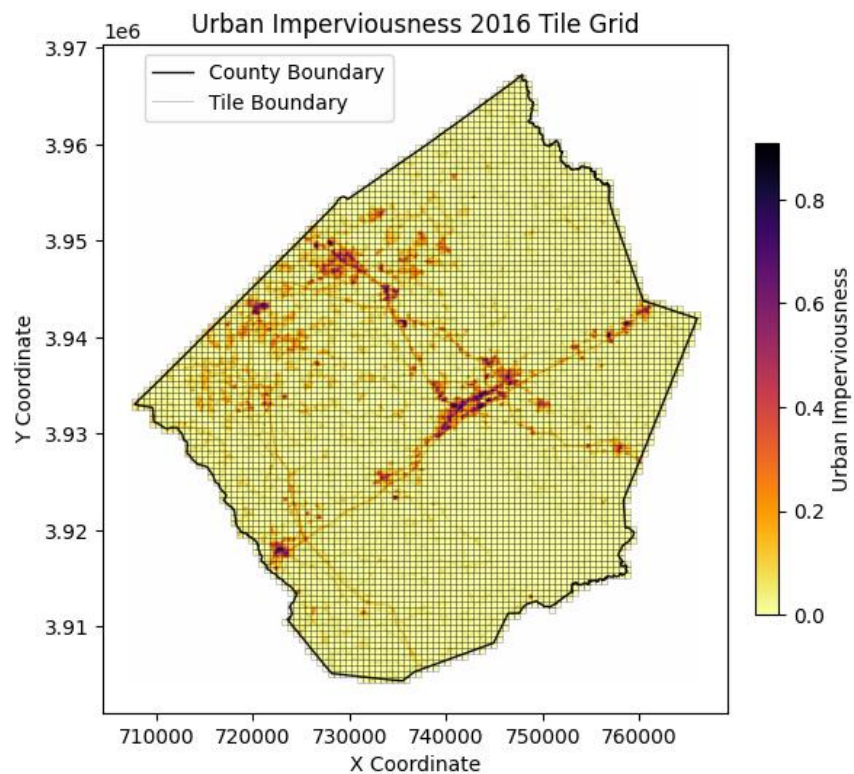 Urban Imperviousness 2016 Tile Grid
1e6
County Boundary
Tile Boundary
3.97
3.96
3.95
3.94
3.93
3.92
3.91
Y Coordinate
710000 720000 730000 740000 750000 760000
X Coordinate
0.8
0.6
0.4
0.2
0.0
Urban Imperviousness